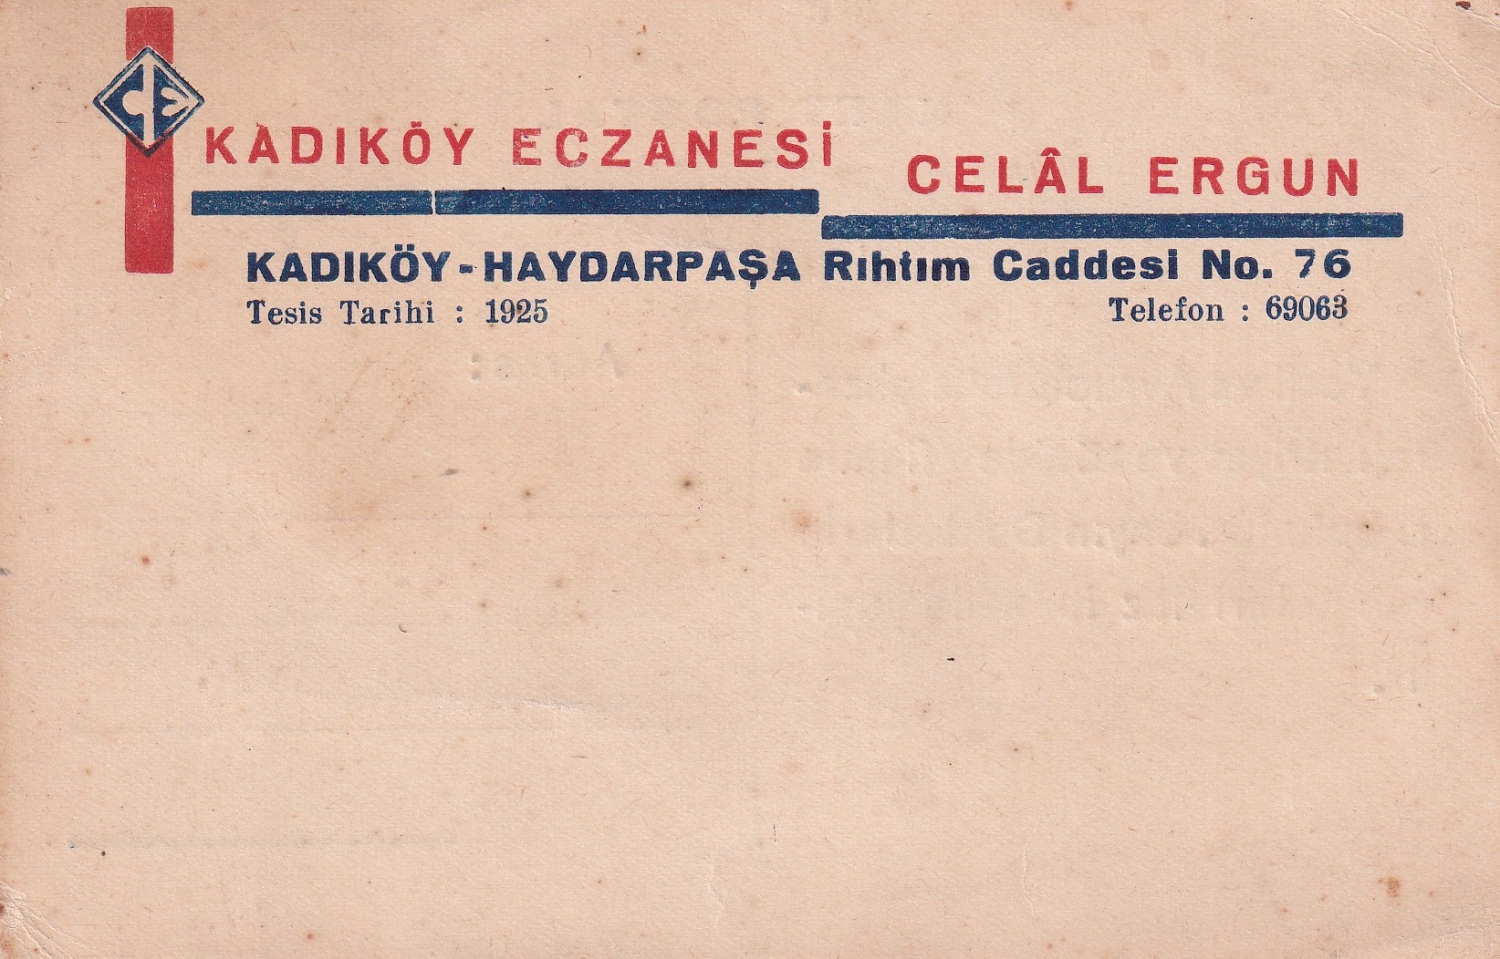 CE
KADIKÖY ECZANESİ CELÂL ERGUN
KADIKÖY-HAYDARPAŞA Rıhtım Caddesi No. 76
Tesis Tarihi : 1925 Telefon : 69063